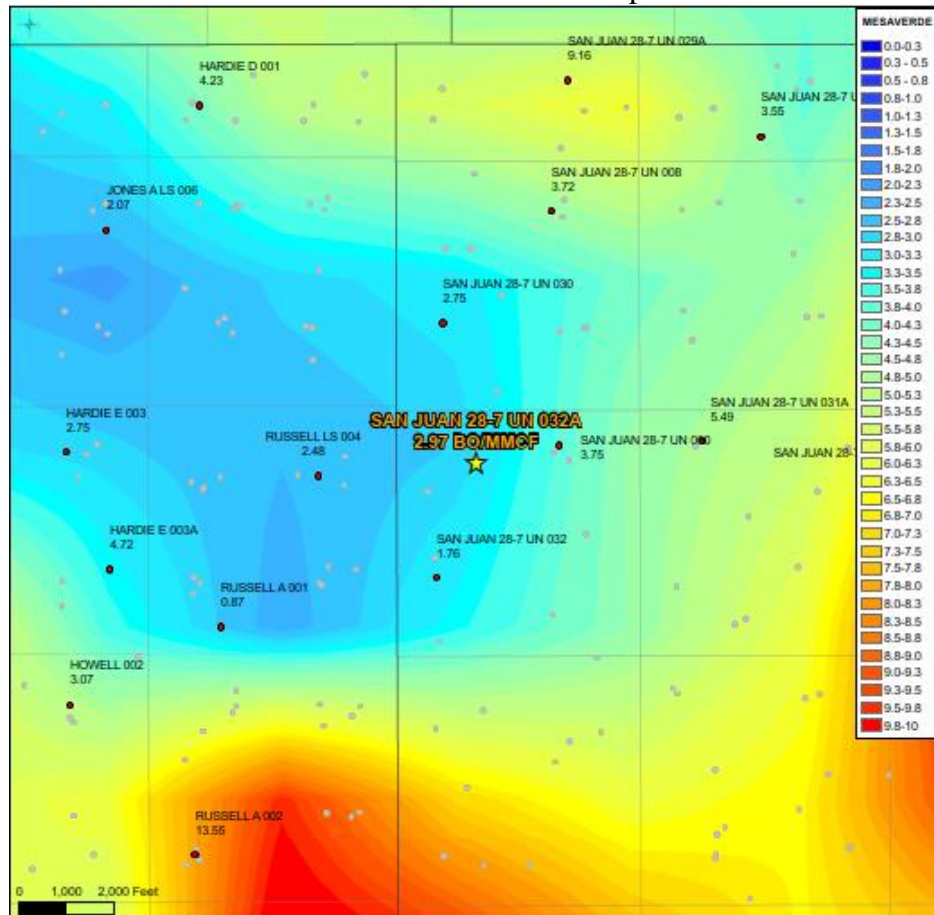 MESAVERDE
0.0-0.3
0.3 - 0.5
0.5 - 0.8
0.8-1.0
1.0-1.3
1.3-1.5
1.5-1.8
1.8-2.0
2.0-2.3
2.3-2.5
2.5-2.8
2.8-3.0
3.0-3.3
3.3-3.5
3.5-3.8
3.8-4.0
4.0-4.3
4.3-4.5
4.5-4.8
4.8-5.0
5.0-5.3
5.3-5.5
5.5-5.8
5.8-6.0
6.0-6.3
6.3-6.5
6.5-6.8
6.8-7.0
7.0-7.3
7.3-7.5
7.5-7.8
7.8-8.0
8.0-8.3
8.3-8.5
8.5-8.8
8.8-9.0
9.0-9.3
9.3-9.5
9.5-9.8
9.8-10
SAN JUAN 28-7 UN 029A
9.16
HARDIE D 001
4.23
SAN JUAN 28-7 U
3.55
SAN JUAN 28-7 UN 008
3.72
JONES A LS 006
2.07
SAN JUAN 28-7 UN 030
2.75
SAN JUAN 28-7 UN 031A
5.49
HARDIE E 003
2.75
SAN JUAN 28-7 UN 032A
2.97 BO/MMCF
RUSSELL LS 004
2.48
SAN JUAN 28-7 UN
3.75
SAN JUAN 28-
HARDIE E 003A
4.72
SAN JUAN 28-7 UN 032
1.76
RUSSELL A 001
0.87
HOWELL 002
3.07
RUSSELL A 002
13.55
0 1,000 2,000 Feet